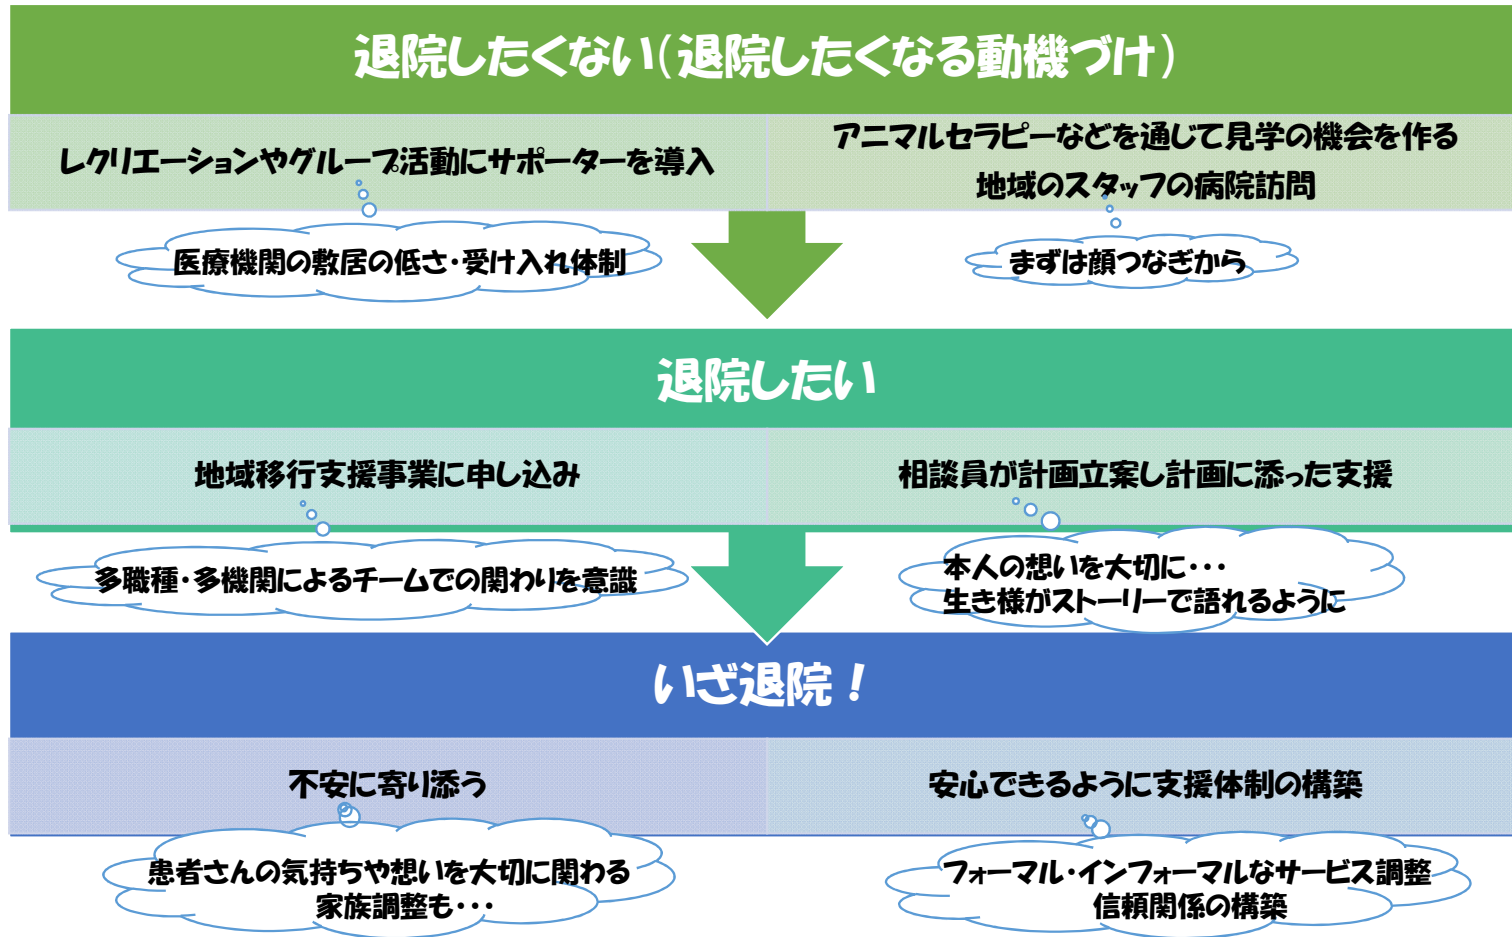 退院したくない(退院したくなる動機づけ)
レクリエーションやグループ活動にサポーターを導入
アニマルセラピーなどを通じて見学の機会を作る
地域のスタッフの病院訪問
医療機関の敷居の低さ・受け入れ体制
まずは顔つなぎから
退院したい
地域移行支援事業に申し込み
相談員が計画立案し計画に添った支援
多職種・多機関によるチームでの関わりを意識
本人の想いを大切に・・・
生き様がストーリーで語れるように
いざ退院！
不安に寄り添う
安心できるように支援体制の構築
患者さんの気持ちや想いを大切に関わる
家族調整も・・・
フォーマル・インフォーマルなサービス調整
信頼関係の構築